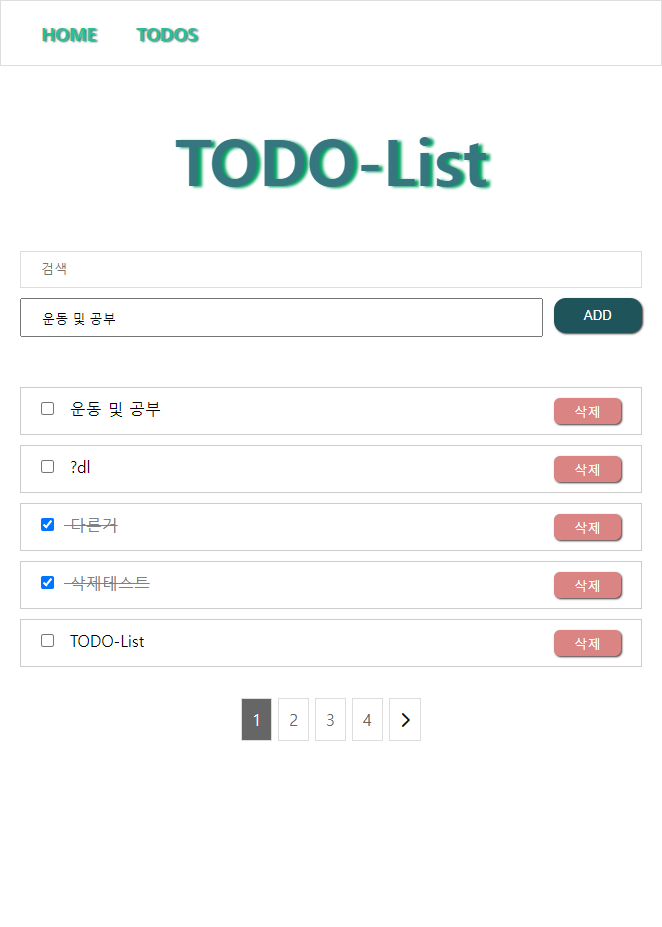 HOME TODOS
TODO-List
검색
운동 및 공부 ADD
운동 및 공부 삭제
?dl 삭제
다른거 삭제
삭제테스트 삭제
TODO-List 삭제
1 2 3 4